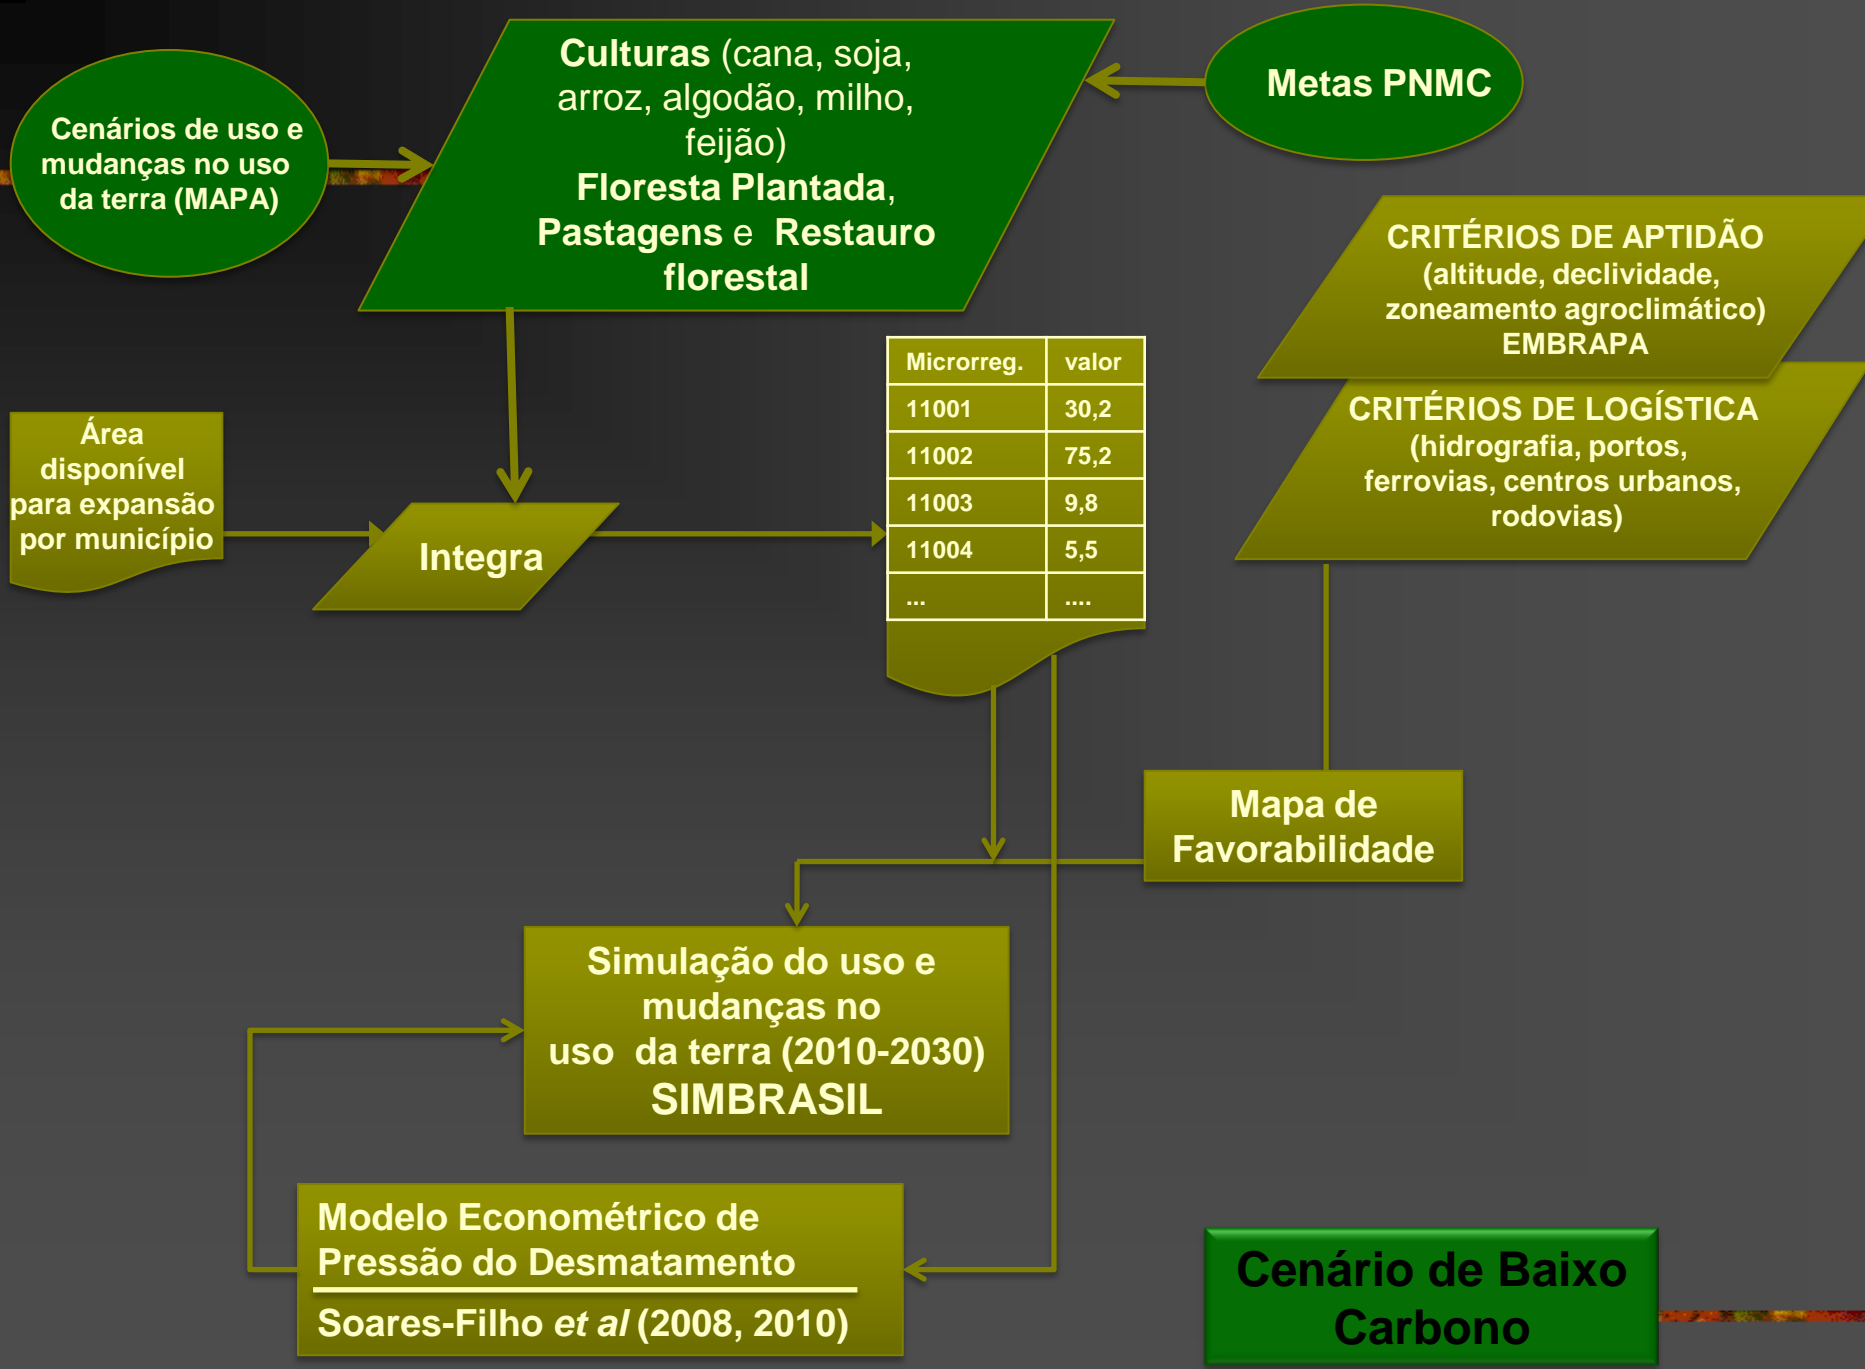 Cenários de uso e
mudanças no uso
da terra (MAPA)
Culturas (cana, soja,
arroz, algodão, milho,
feijão)
Floresta Plantada,
Pastagens e Restauro
florestal
Metas PNMC
CRITÉRIOS DE APTIDÃO
(altitude, declividade,
zoneamento agroclimático)
EMBRAPA
CRITÉRIOS DE LOGÍSTICA
(hidrografia, portos,
ferrovias, centros urbanos,
rodovias)
Área
disponível
para expansão
por município
Integra
Microrreg. valor
11001 30,2
11002 75,2
11003 9,8
11004 5,5
... ....
Mapa de
Favorabilidade
Simulação do uso e
mudanças no
uso da terra (2010-2030)
SIMBRASIL
Modelo Econométrico de
Pressão do Desmatamento
Soares-Filho et al (2008, 2010)
Cenário de Baixo
Carbono